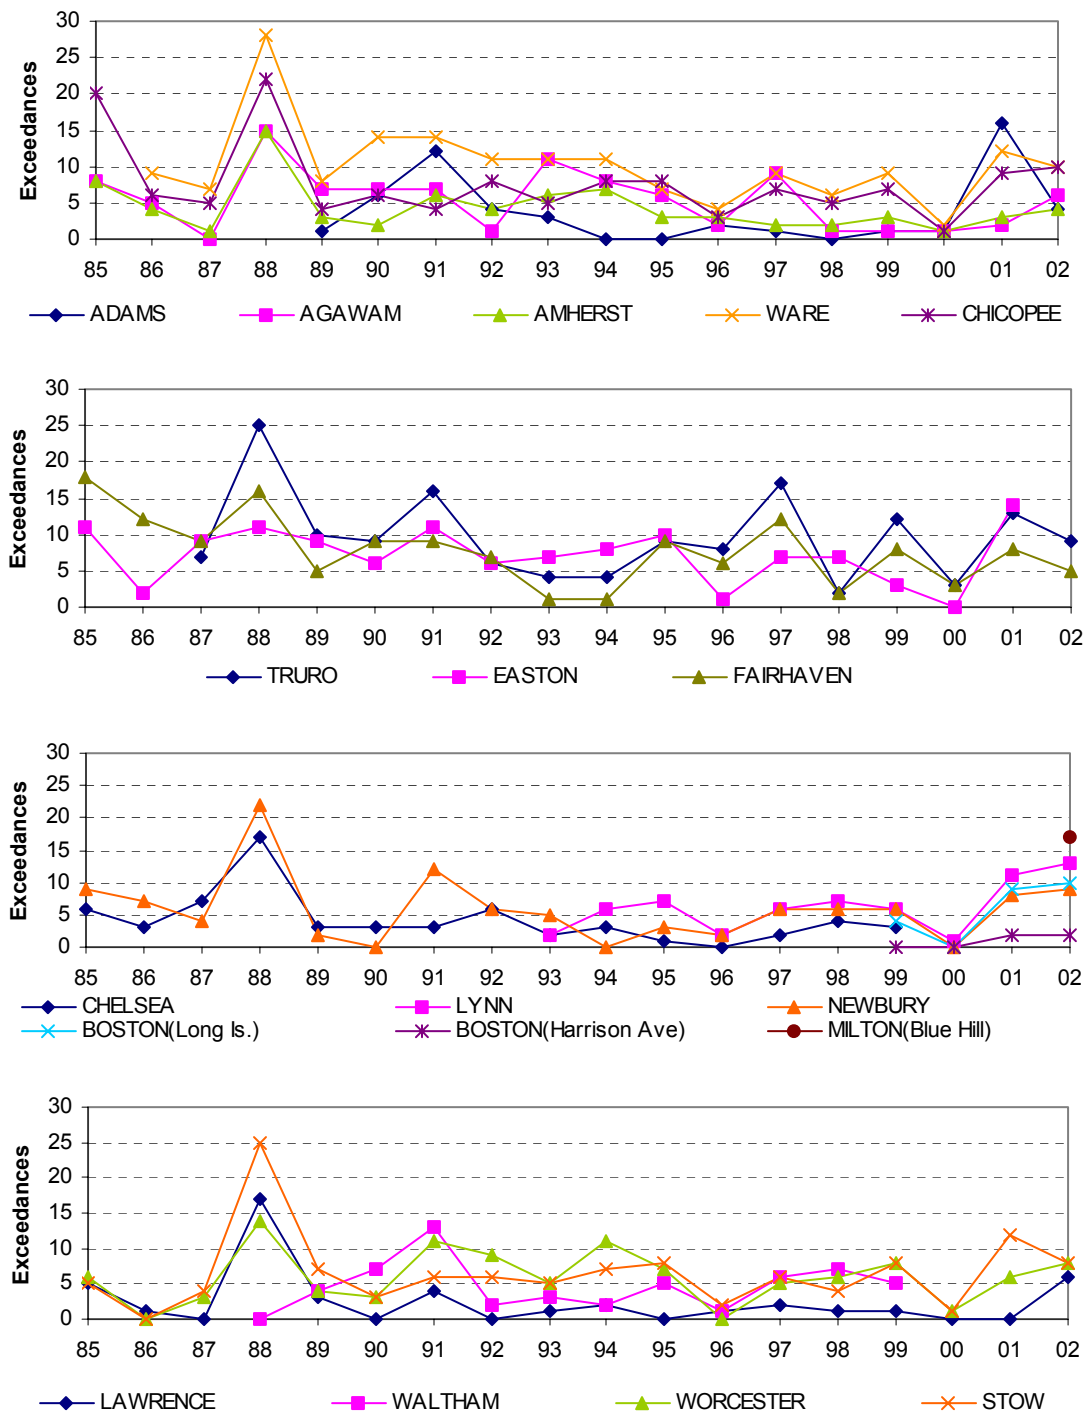 30
25
20
15
10
5
0
Exceedances
85 86 87 88 89 90 91 92 93 94 95 96 97 98 99 00 01 02
ADAMS AGAWAM AMHERST WARE CHICOPEE
30
25
20
15
10
5
0
Exceedances
85 86 87 88 89 90 91 92 93 94 95 96 97 98 99 00 01 02
TRURO EASTON FAIRHAVEN
30
25
20
15
10
5
0
Exceedances
85 86 87 88 89 90 91 92 93 94 95 96 97 98 99 00 01 02
CHELSEA LYNN NEWBURY
BOSTON(Long Is.) BOSTON(Harrison Ave) MILTON(Blue Hill)
30
25
20
15
10
5
0
Exceedances
85 86 87 88 89 90 91 92 93 94 95 96 97 98 99 00 01 02
LAWRENCE WALTHAM WORCESTER STOW